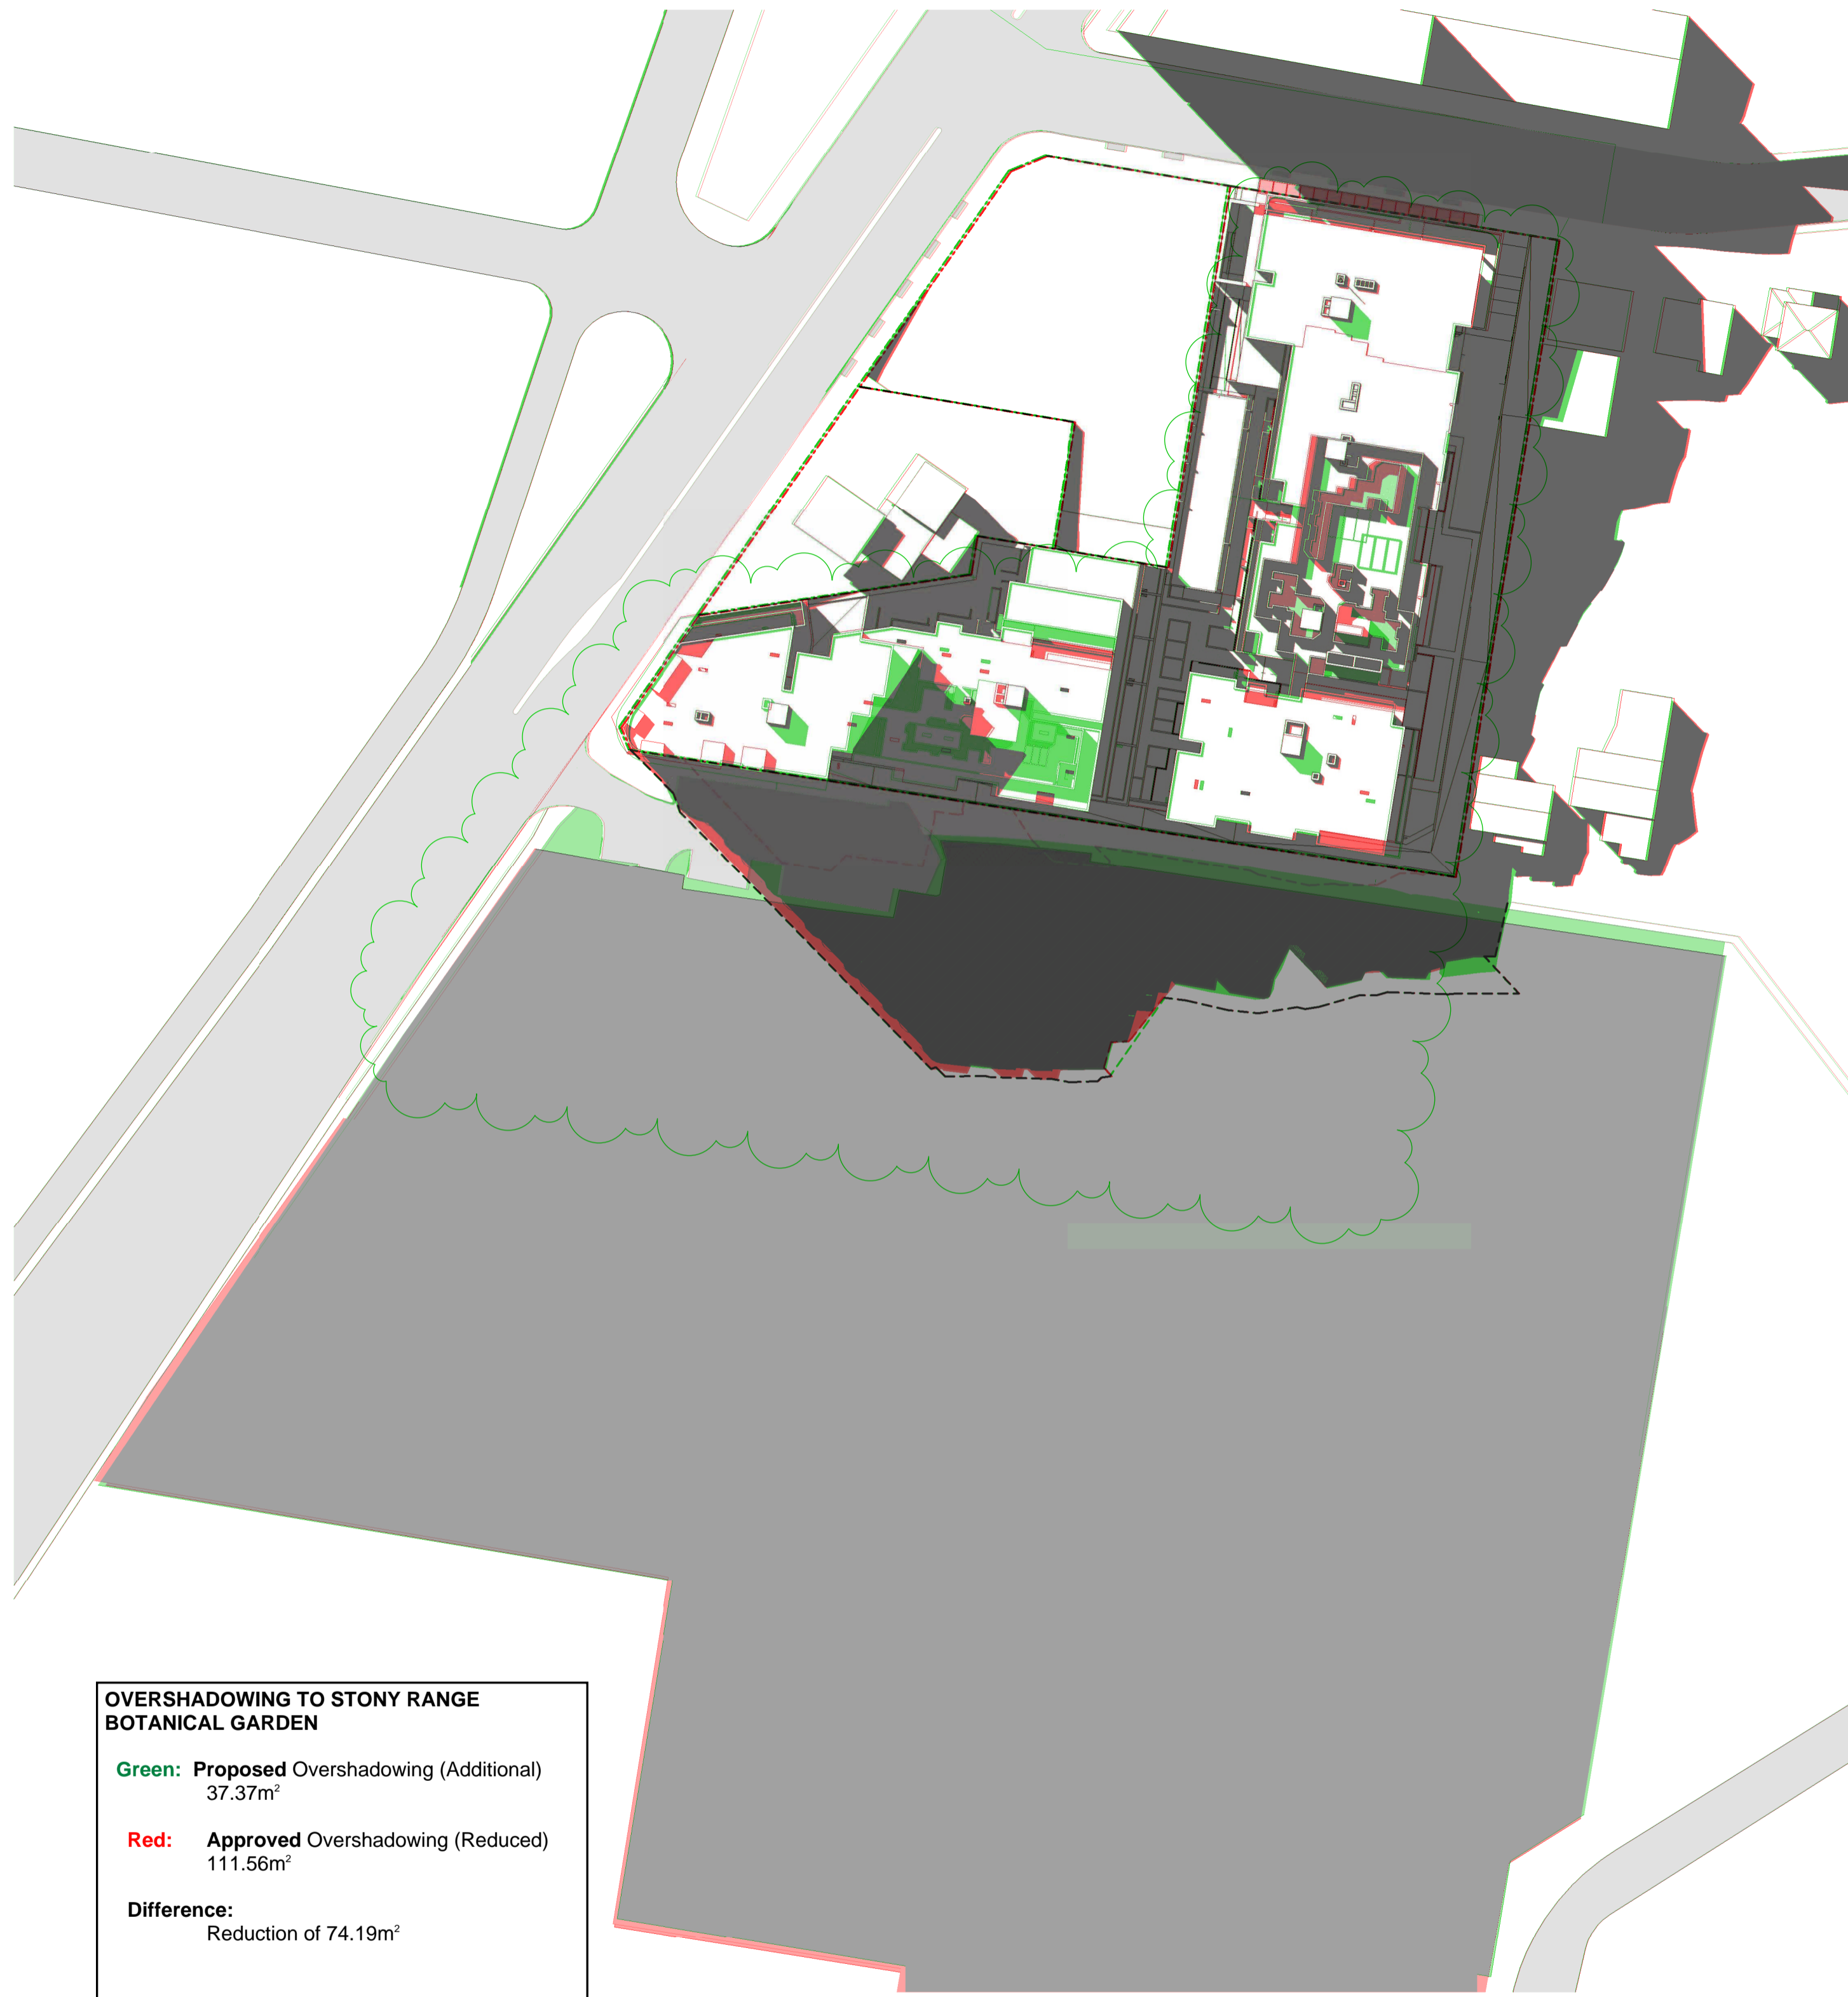 OVERSHADOWING TO STONY RANGE
BOTANICAL GARDEN
Green: Proposed Overshadowing (Additional)
37.37m²
Red: Approved Overshadowing (Reduced)
111.56m²
Difference:
Reduction of 74.19m²